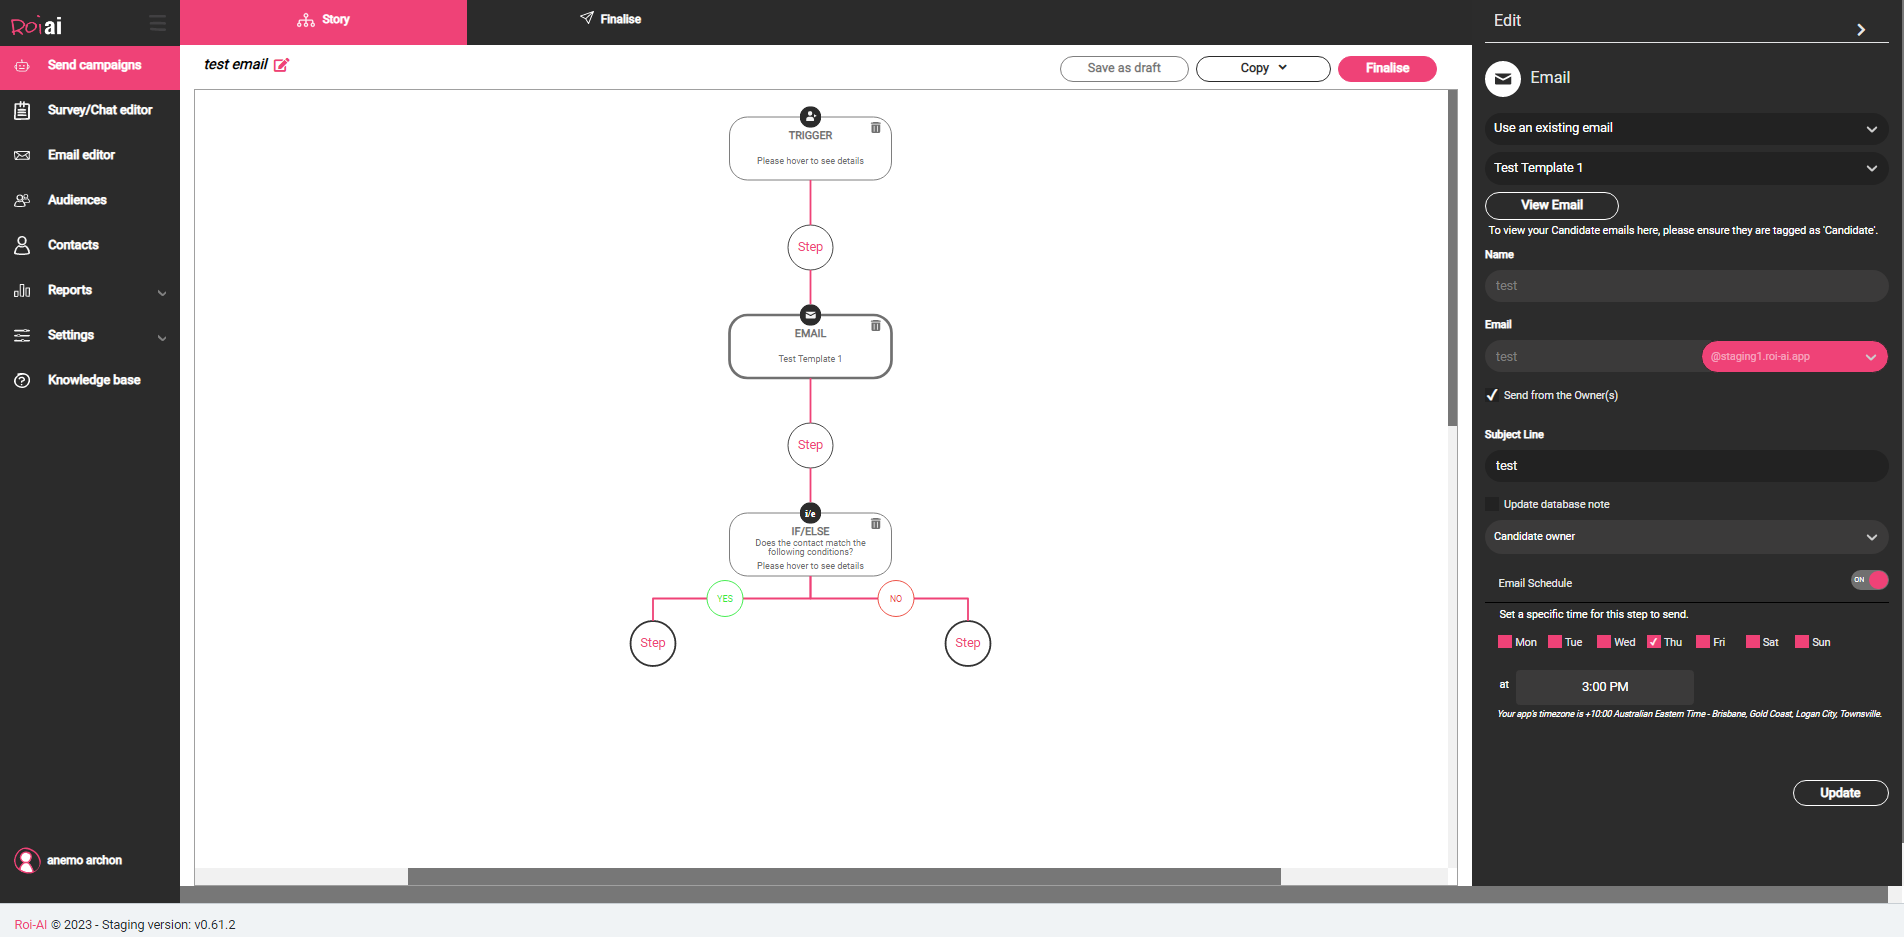 Roi ai
Send campaigns
Survey/Chat editor
Email editor
Audiences
Contacts
Reports
Settings
Knowledge base
anemo archon
Story
Finalise
test email
Save as draft
Copy
Finalise
TRIGGER
Please hover to see details
Step
EMAIL
Test Template 1
Step
i/e
IF/ELSE
Does the contact match the
following conditions?
Please hover to see details
YES
NO
Step
Step
Edit
Email
Use an existing email
Test Template 1
View Email
To view your Candidate emails here, please ensure they are tagged as 'Candidate'.
Name
test
Email
test
@staging1.roi-ai.app
Send from the Owner(s)
Subject Line
test
Update database note
Candidate owner
Email Schedule
ON
Set a specific time for this step to send.
Mon Tue Wed Thu Fri Sat Sun
at 3:00 PM
Your app's timezone is +10:00 Australian Eastern Time - Brisbane, Gold Coast, Logan City, Townsville.
Update
Roi-AI © 2023 - Staging version: v0.61.2